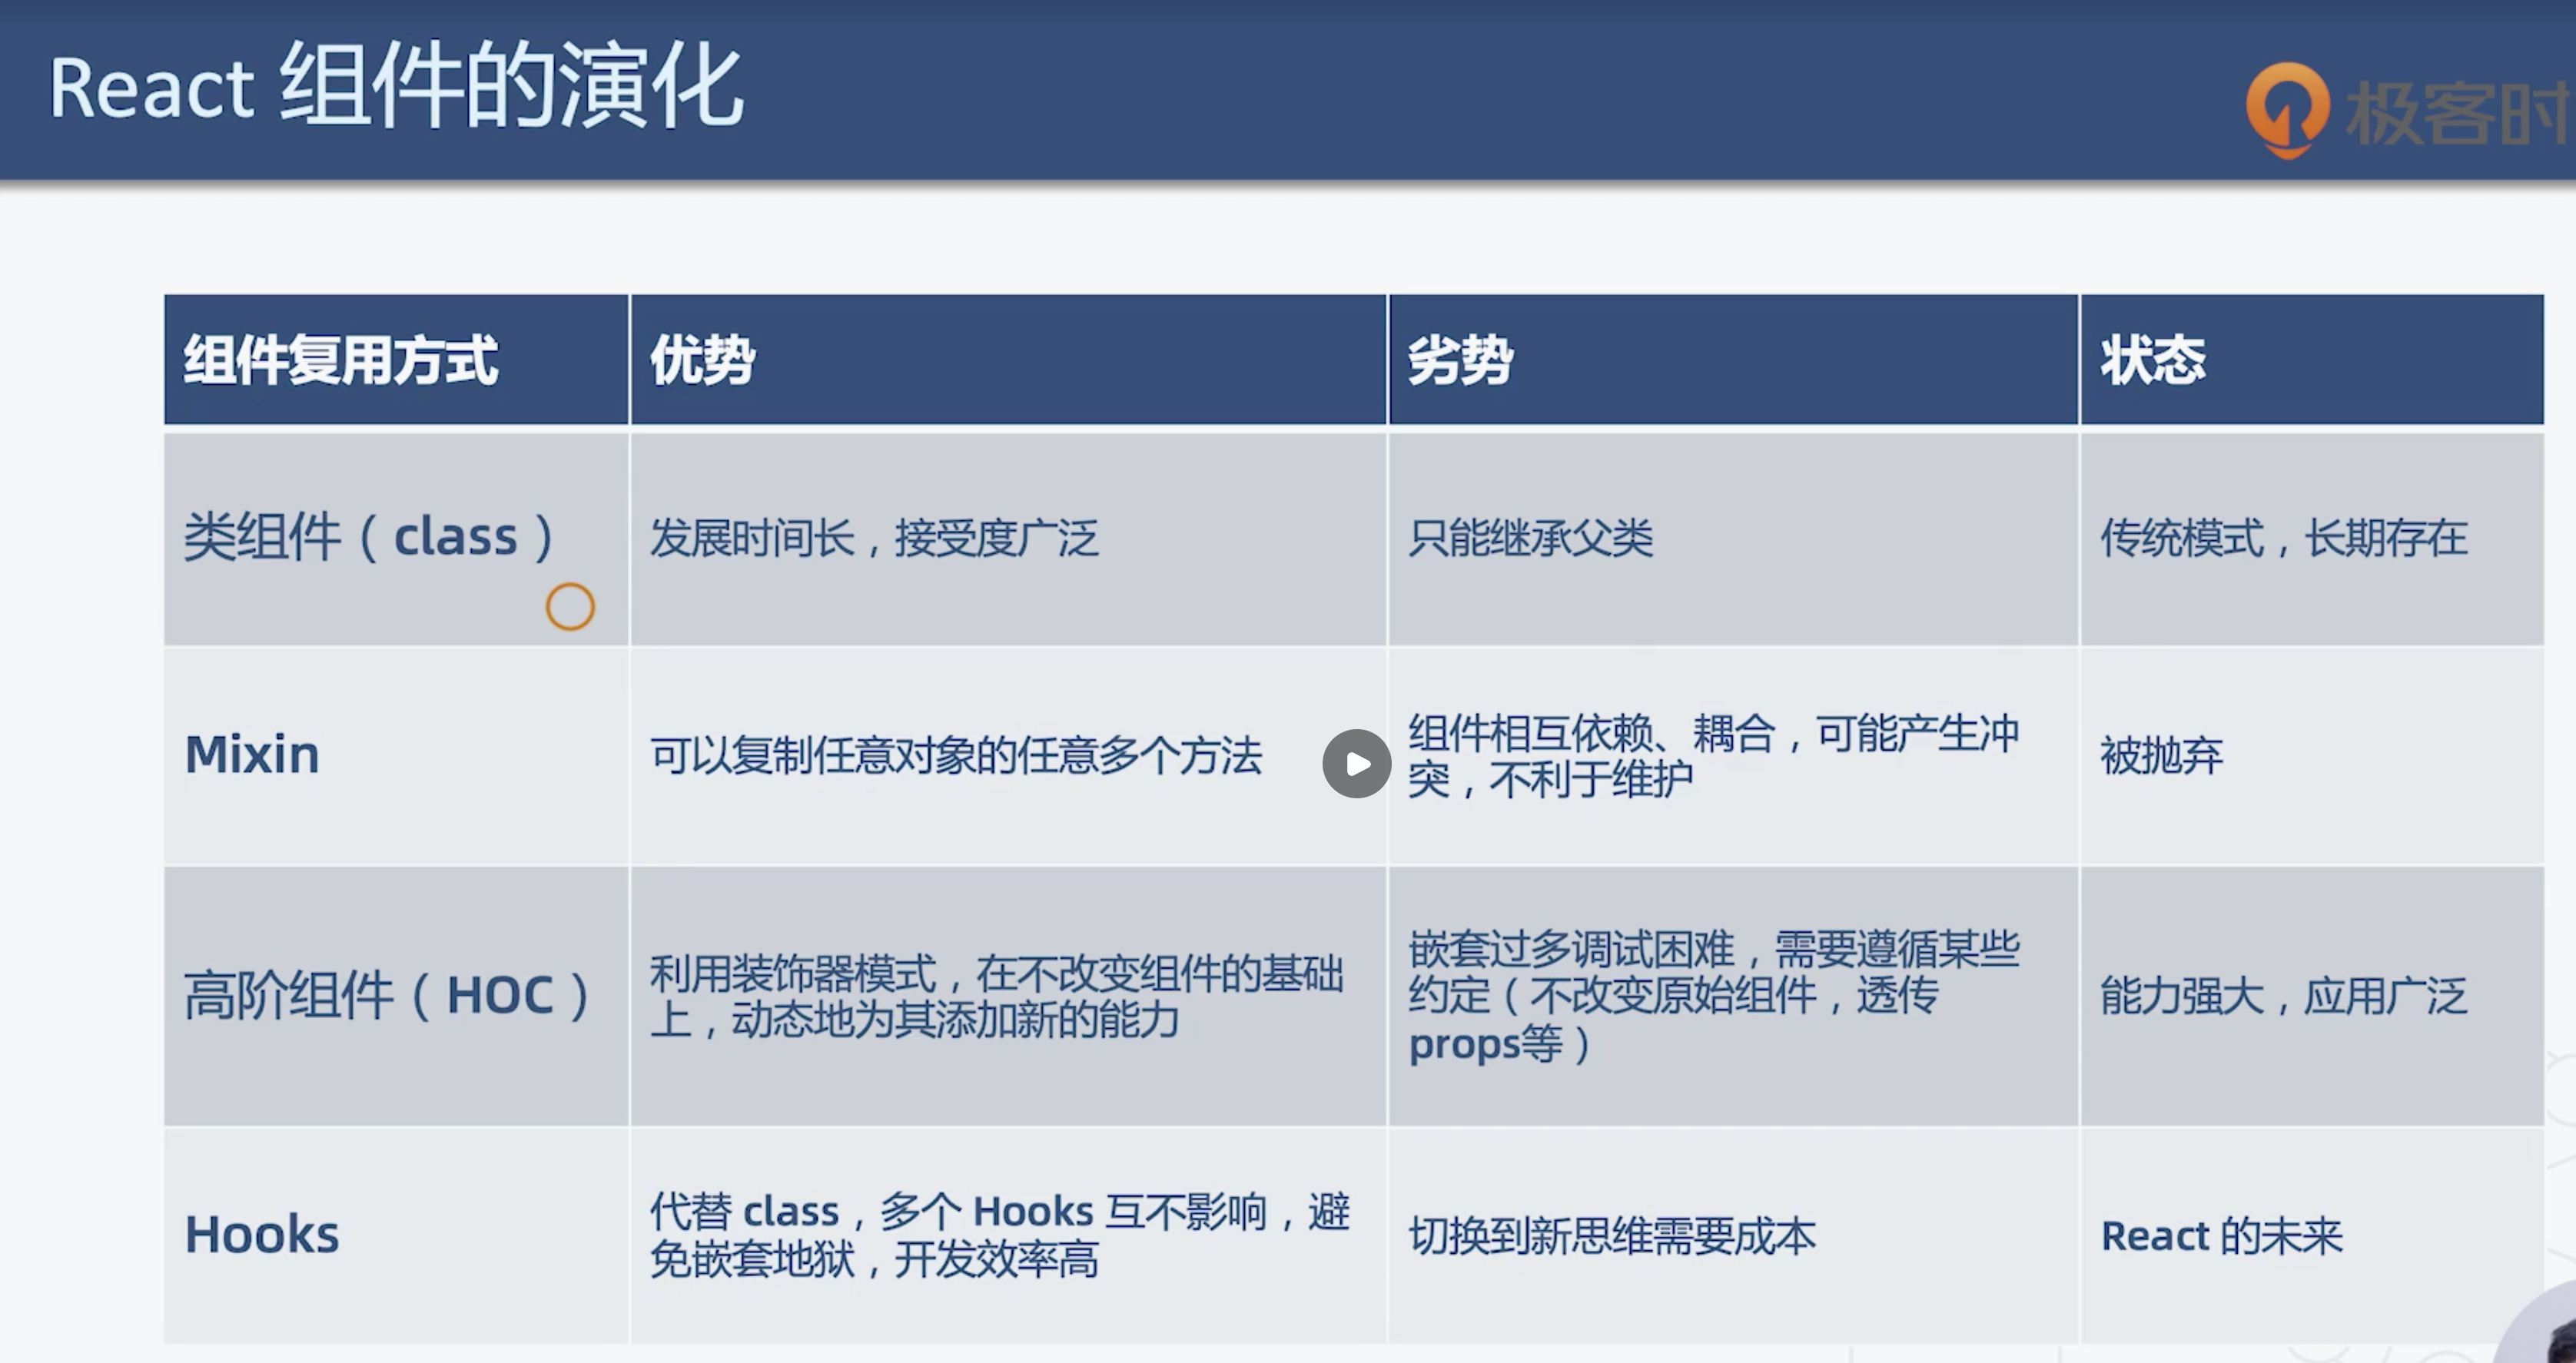 React 组件的演化
极客时
组件复用方式
优势
劣势
状态
类组件（class）
发展时间长，接受度广泛
只能继承父类
传统模式，长期存在
Mixin
可以复制任意对象的任意多个方法
组件相互依赖、耦合，可能产生冲
突，不利于维护
被抛弃
高阶组件（HOC）
利用装饰器模式，在不改变组件的基础
上，动态地为其添加新的能力
嵌套过多调试困难，需要遵循某些
约定（不改变原始组件，透传
props等）
能力强大，应用广泛
Hooks
代替 class，多个 Hooks 互不影响，避
免嵌套地狱，开发效率高
切换到新思维需要成本
React 的未来